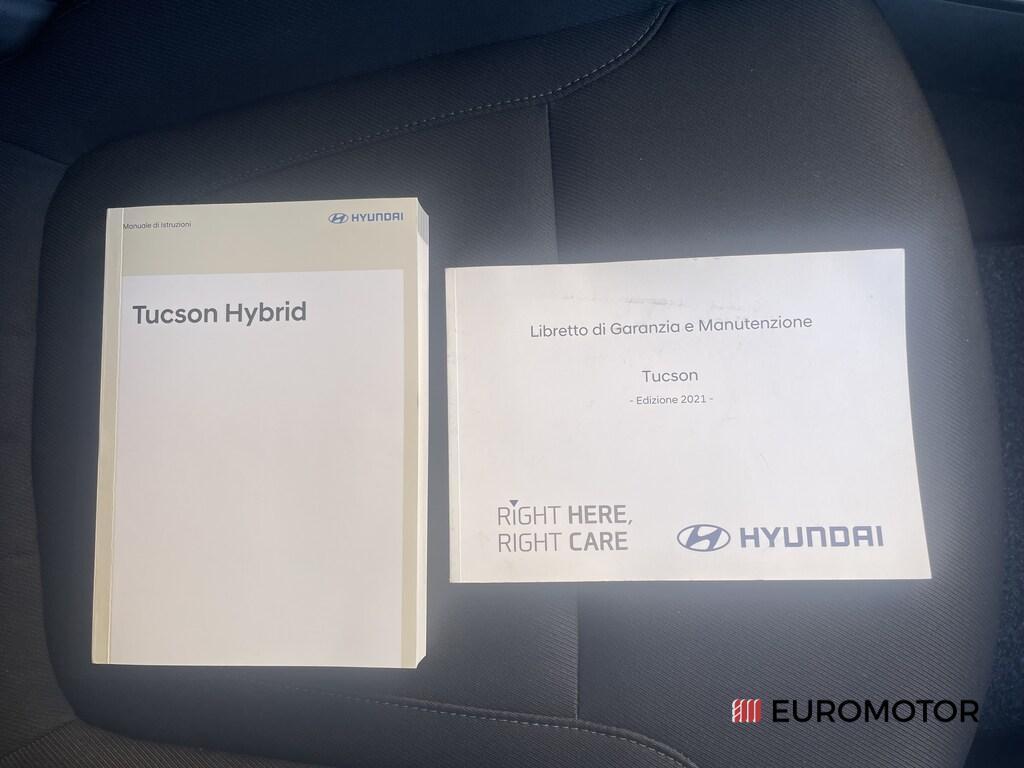 Manuale di Istruzioni
HYUNDAI
Tucson Hybrid
Libretto di Garanzia e Manutenzione
Tucson
- Edizione 2021 -
RIGHT HERE,
RIGHT CARE
HYUNDAI
EUROMOTOR